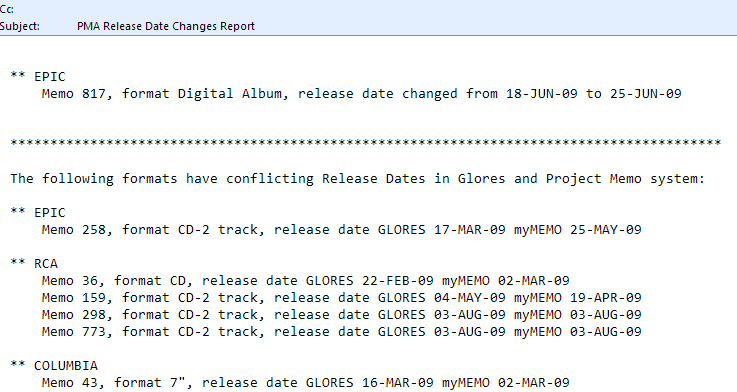 Cc:
Subject: PMA Release Date Changes Report
** EPIC
Memo 817, format Digital Album, release date changed from 18-JUN-09 to 25-JUN-09
*****************************************************************************************
The following formats have conflicting Release Dates in Glores and Project Memo system:
** EPIC
Memo 258, format CD-2 track, release date GLORES 17-MAR-09 myMEMO 25-MAY-09
** RCA
Memo 36, format CD, release date GLORES 22-FEB-09 myMEMO 02-MAR-09
Memo 159, format CD-2 track, release date GLORES 04-MAY-09 myMEMO 19-APR-09
Memo 298, format CD-2 track, release date GLORES 03-AUG-09 myMEMO 03-AUG-09
Memo 773, format CD-2 track, release date GLORES 03-AUG-09 myMEMO 03-AUG-09
** COLUMBIA
Memo 43, format 7", release date GLORES 16-MAR-09 myMEMO 02-MAR-09